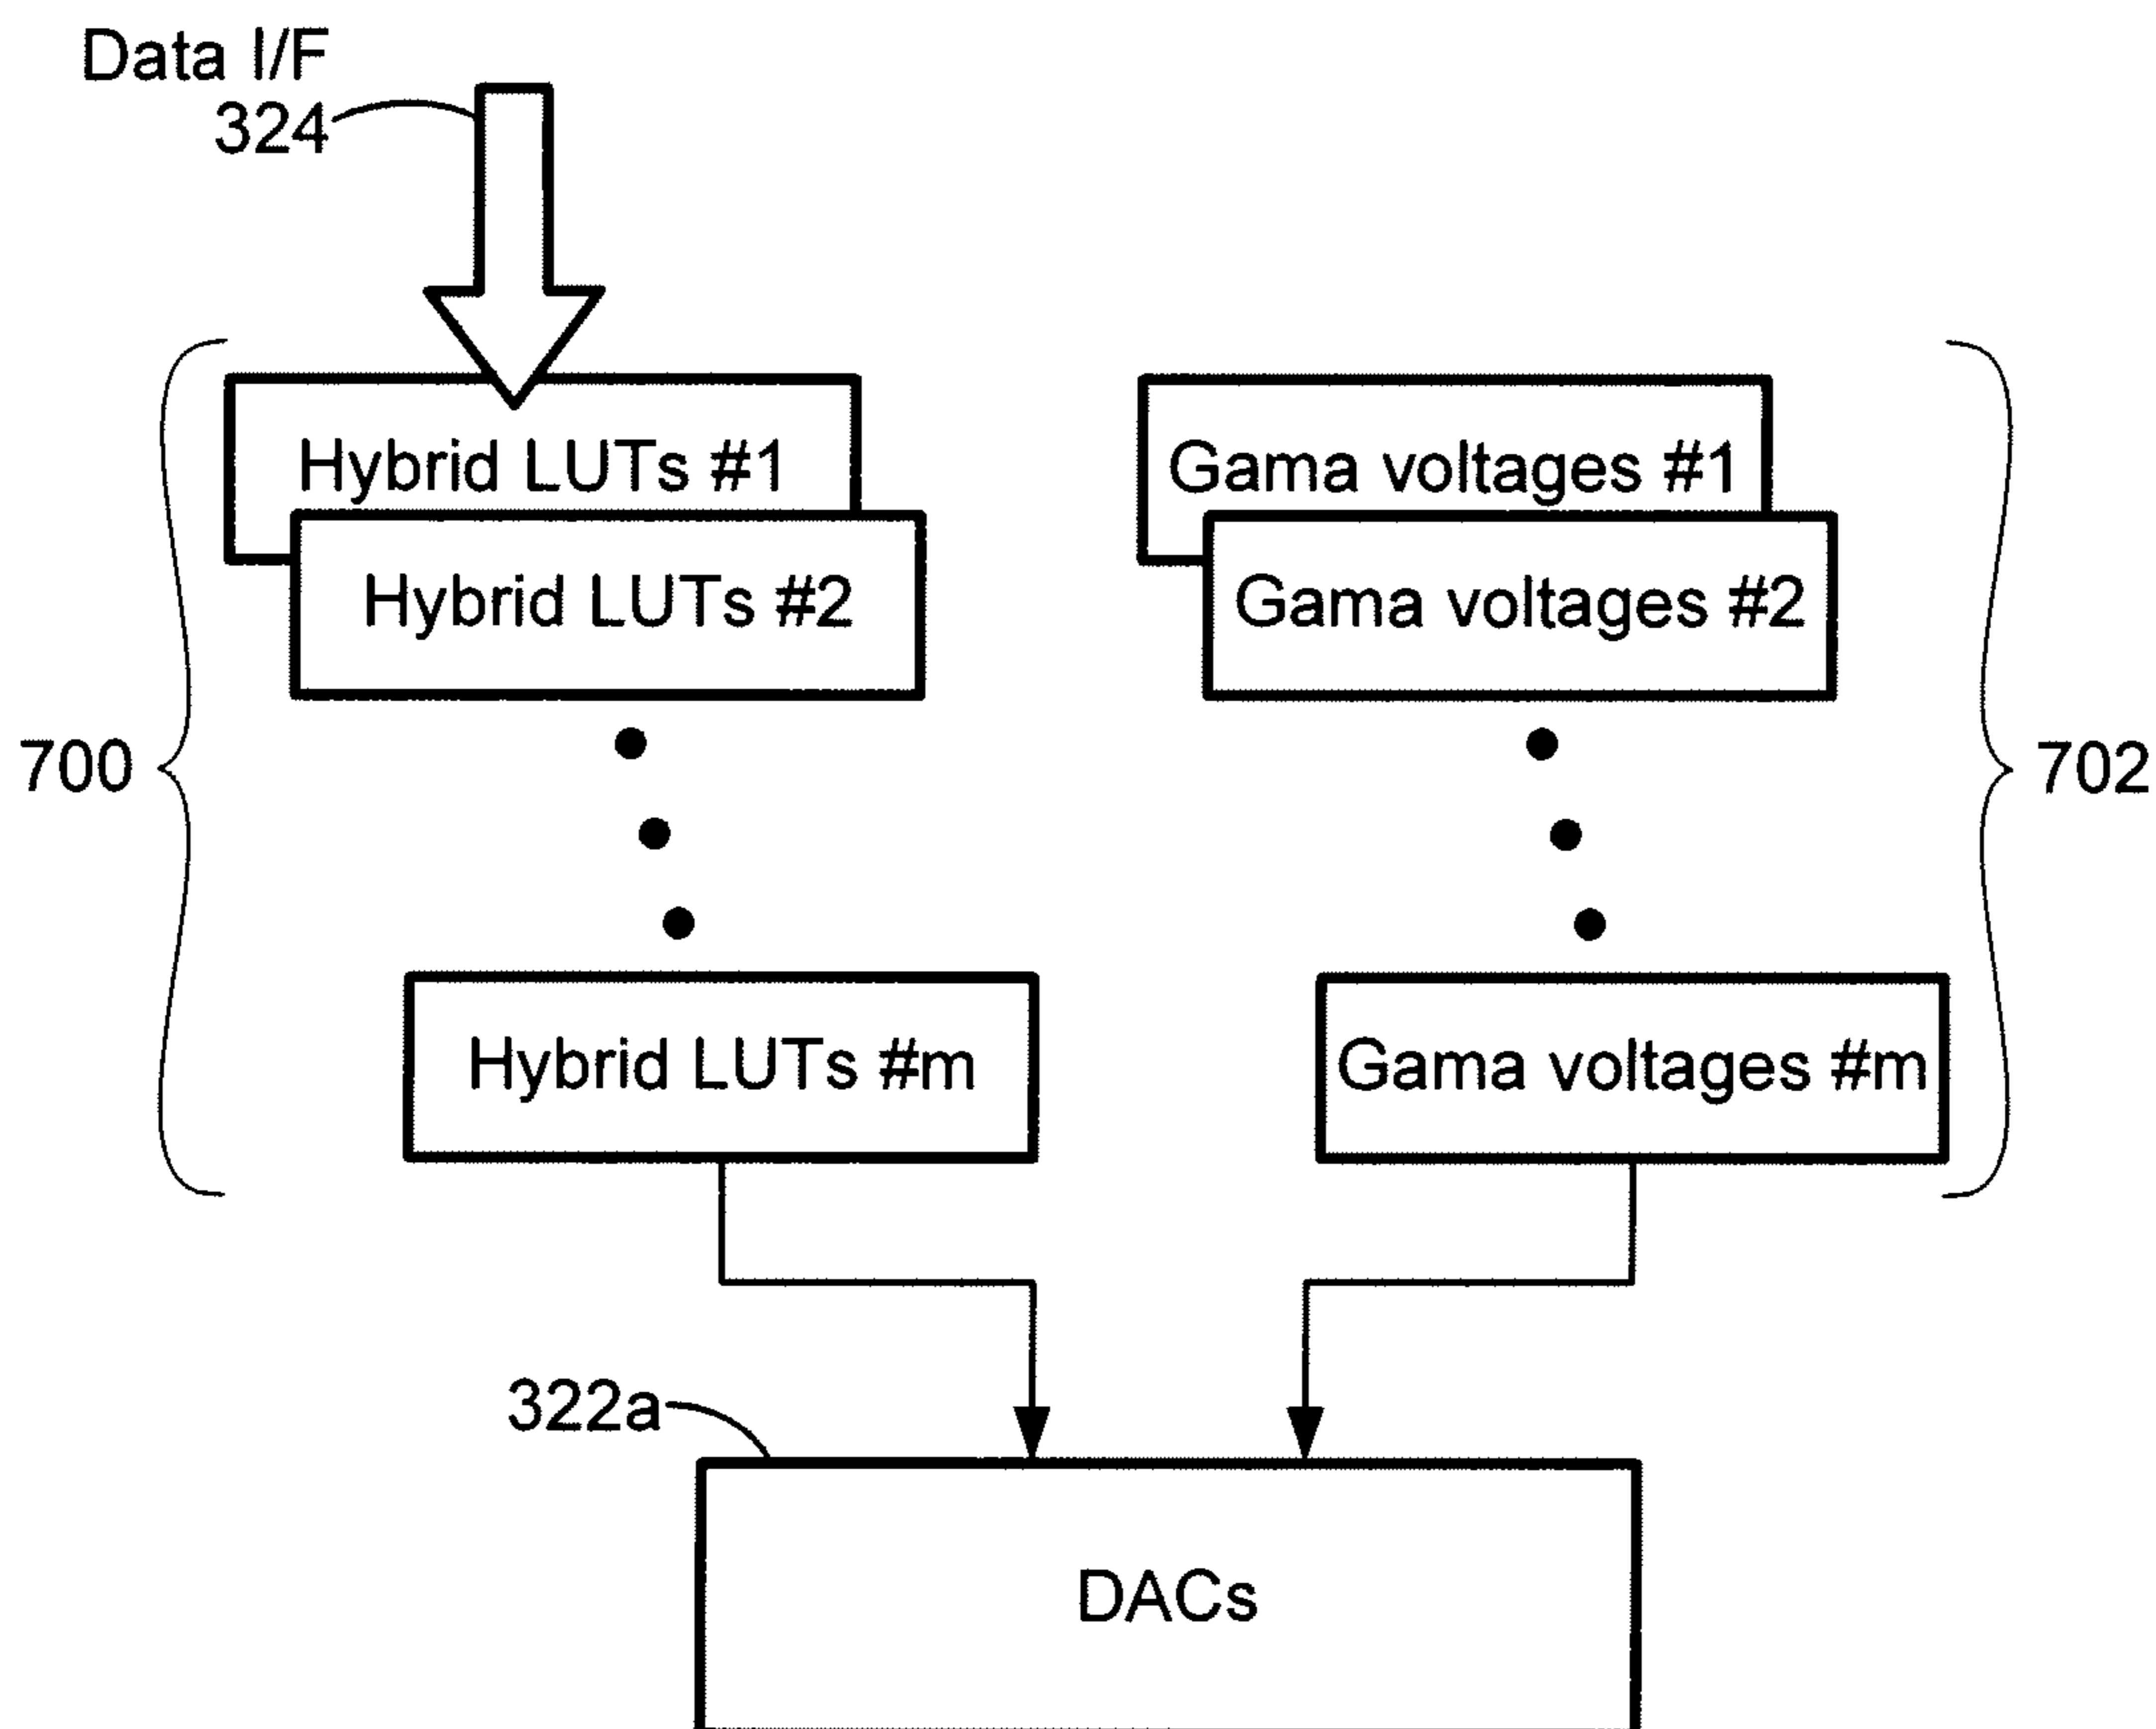 Data I/F
324
Hybrid LUTs #1
Gama voltages #1
Hybrid LUTs #2
Gama voltages #2
700
702
Hybrid LUTs #m
Gama voltages #m
322a
DACs